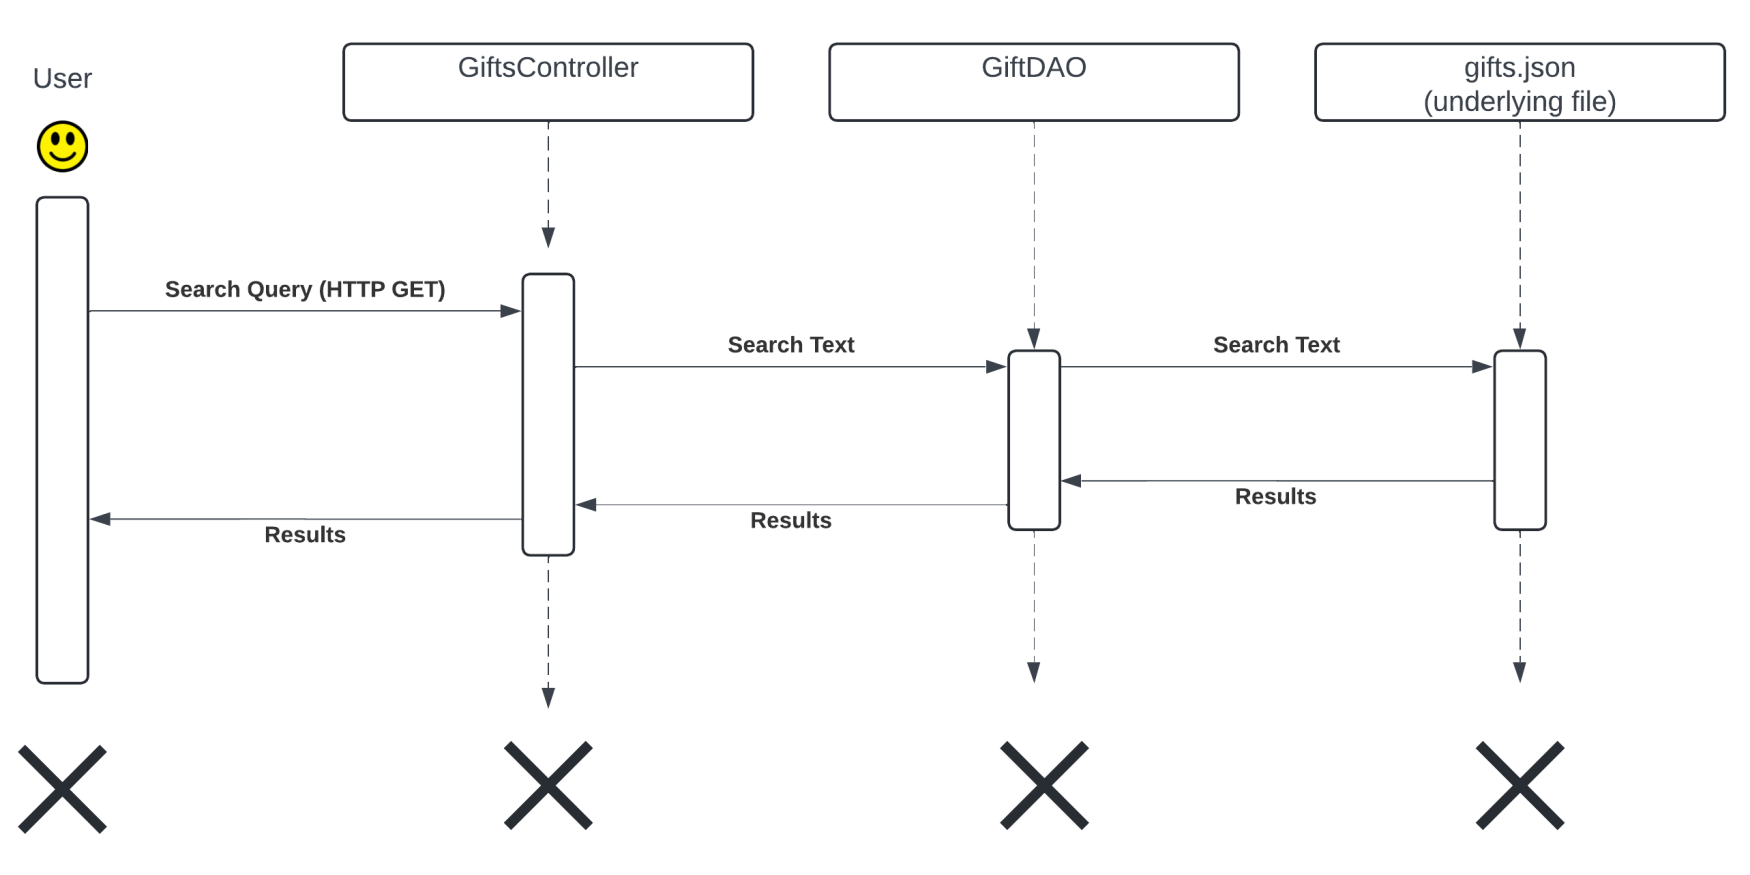 User
GiftsController
GiftDAO
gifts.json
(underlying file)
Search Query (HTTP GET)
Search Text
Search Text
Results
Results
Results